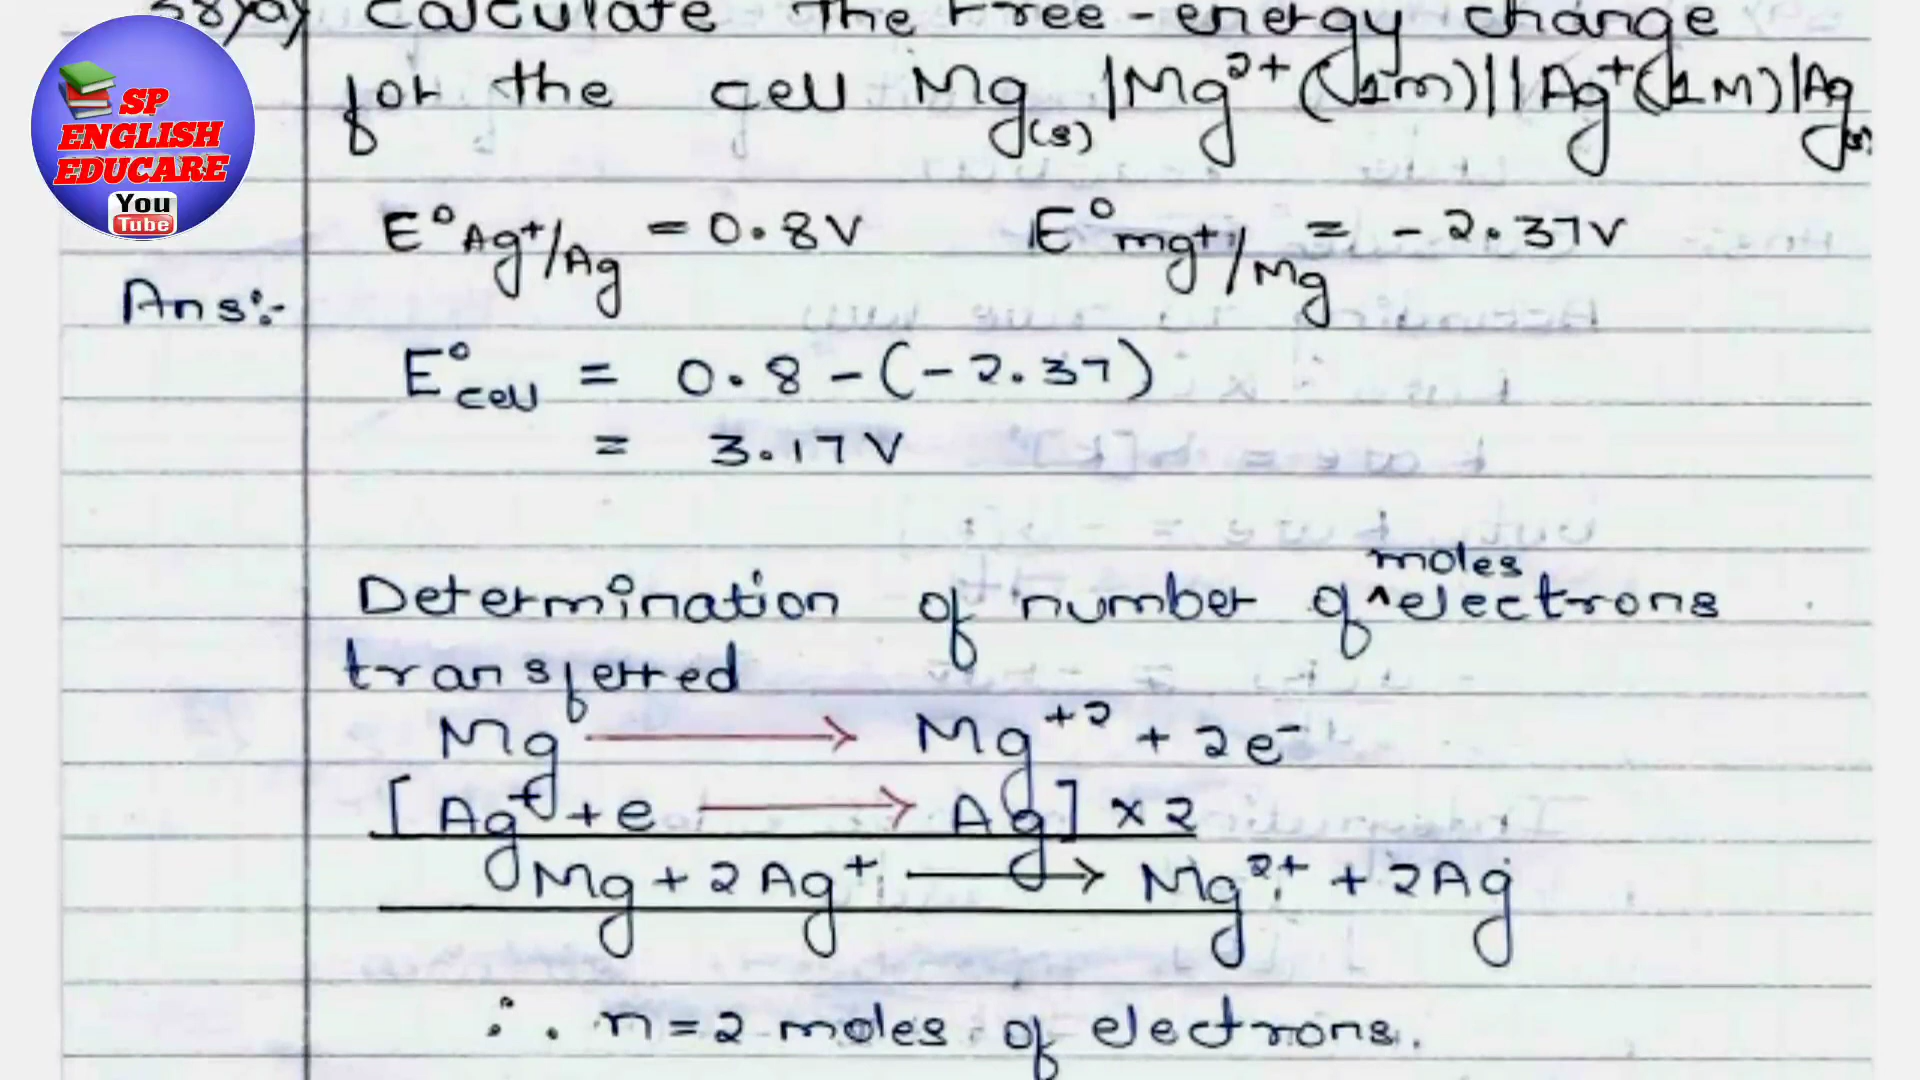 38)a) Calculate the Free-energy change
for the cell Mg(s) |Mg²⁺(1m)||Ag⁺(1M)|Ag(s)
SP
ENGLISH
EDUCARE
You
Tube
E°Ag⁺/Ag = 0.8V E°mg⁺/Mg = -2.37V
Ans:-
E°cell = 0.8-(-2.37)
= 3.17V
Determination of number of ^moles electrons
transferred
Mg → Mg⁺² + 2e⁻
[Ag⁺ + e → Ag] × 2
Mg + 2Ag⁺ → Mg²⁺ + 2Ag
∴ n=2 moles of electrons.